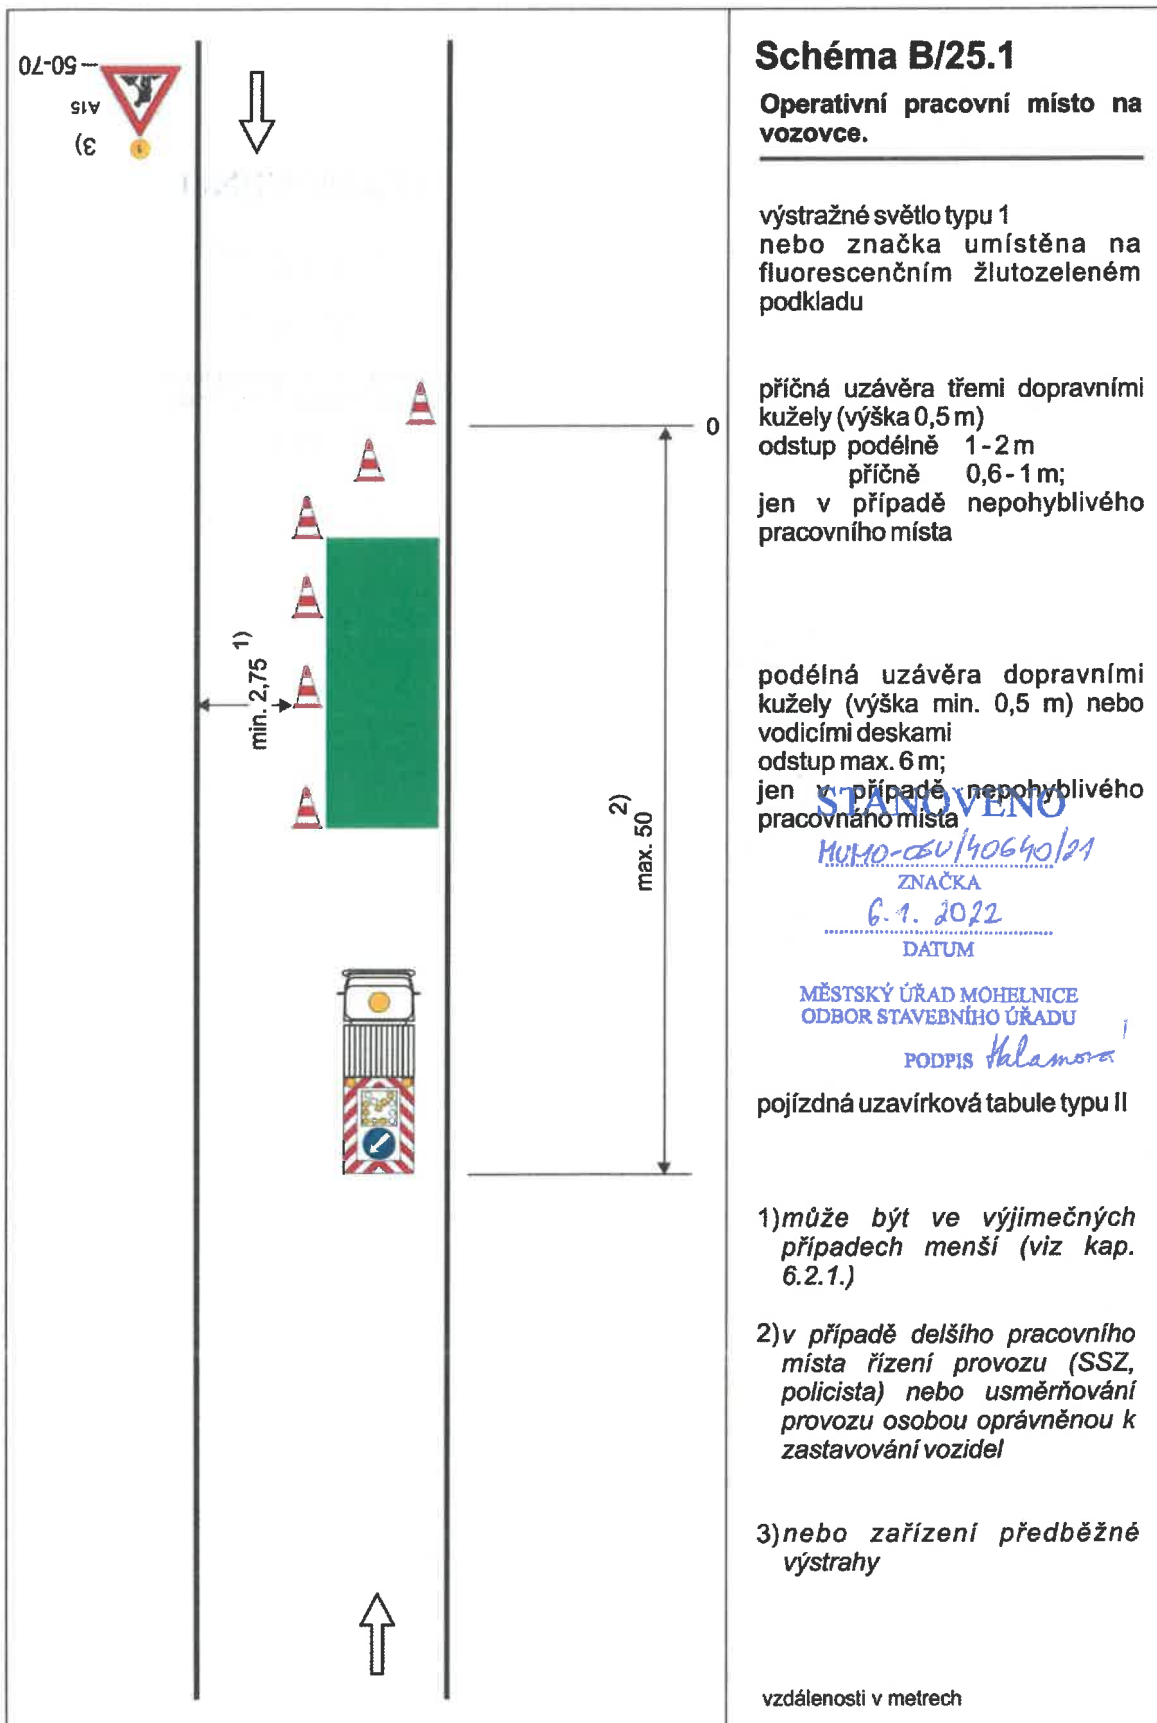 50-70
A15
3)
min. 2,75 1)
0
max. 50 2)
Schéma B/25.1
Operativní pracovní místo na
vozovce.
výstražné světlo typu 1
nebo značka umístěna na
fluorescenčním žlutozeleném
podkladu
příčná uzávěra třemi dopravními
kužely (výška 0,5 m)
odstup podélně 1-2 m
příčně 0,6-1 m;
jen v případě nepohyblivého
pracovního místa
podélná uzávěra dopravními
kužely (výška min. 0,5 m) nebo
vodicími deskami
odstup max. 6 m;
jen v případě nepohyblivého
pracovnáho místa
STANOVENO
MUMO-OSU/40640/21
ZNAČKA
6. 1. 2022
DATUM
MĚSTSKÝ ÚŘAD MOHELNICE
ODBOR STAVEBNÍHO ÚŘADU
PODPIS
pojízdná uzavírková tabule typu II
1) může být ve výjimečných
případech menší (viz kap.
6.2.1.)
2) v případě delšího pracovního
místa řízení provozu (SSZ,
policista) nebo usměrňování
provozu osobou oprávněnou k
zastavování vozidel
3) nebo zařízení předběžné
výstrahy
vzdálenosti v metrech